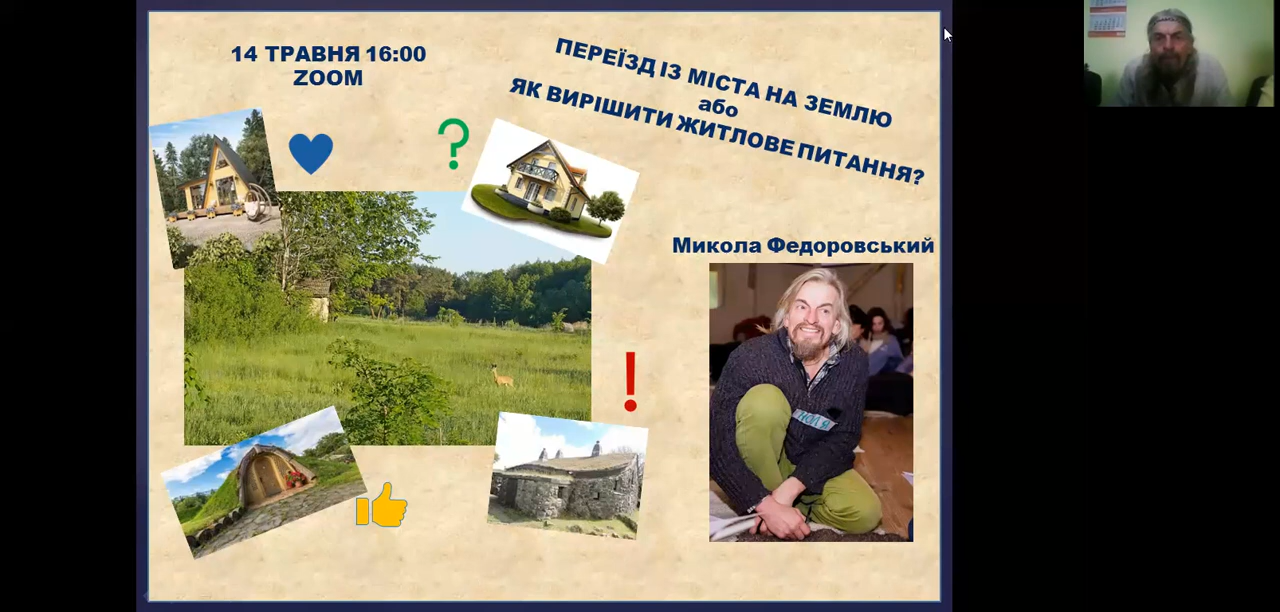 14 ТРАВНЯ 16:00
ZOOM
ПЕРЕЇЗД ІЗ МІСТА НА ЗЕМЛЮ
або
ЯК ВИРІШИТИ ЖИТЛОВЕ ПИТАННЯ?
Микола Федоровський